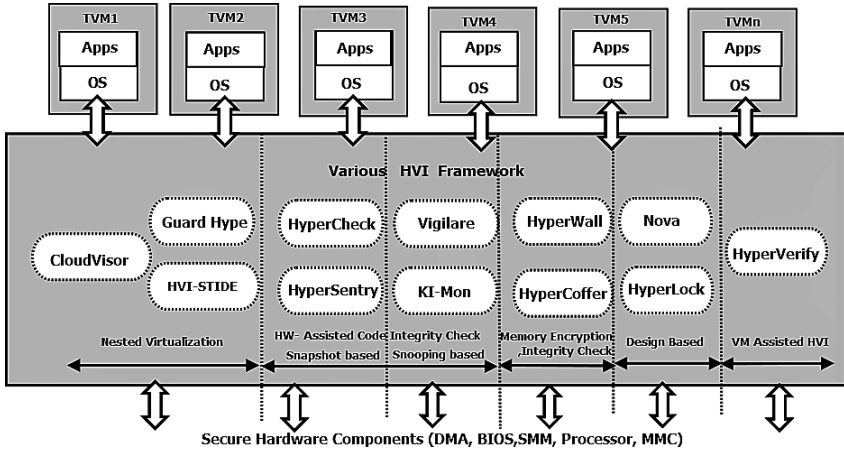 TVM1 TVM2 TVM3 TVM4 TVM5 TVMn
Apps Apps Apps Apps Apps Apps
OS OS OS OS OS OS
Various HVI Framework
Guard Hype HyperCheck Vigilare HyperWall Nova
CloudVisor HyperVerify
HVI-STIDE HyperSentry KI-Mon HyperCoffer HyperLock
Nested Virtualization HW- Assisted Code Integrity Check Memory Encryption Design Based VM Assisted HVI
Snapshot based Snooping based ,Integrity Check
Secure Hardware Components (DMA, BIOS,SMM, Processor, MMC)